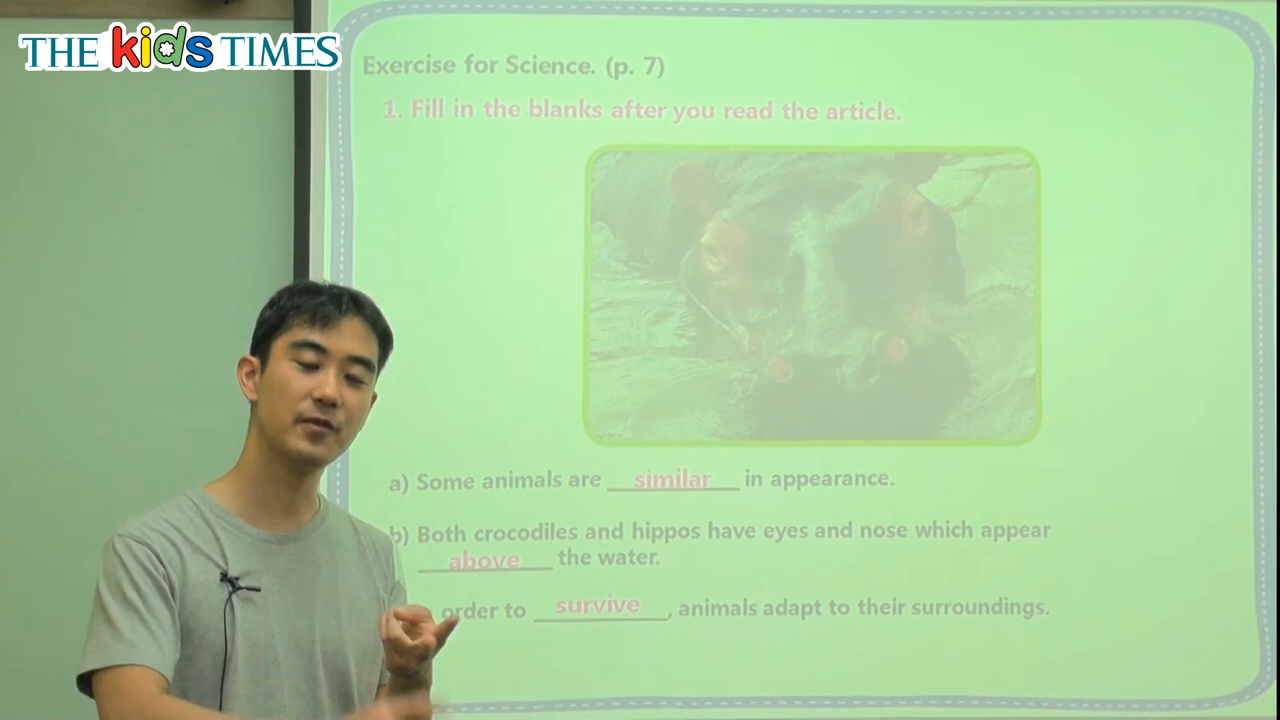 THE kids TIMES
Exercise for Science. (p. 7)
1. Fill in the blanks after you read the article.
a) Some animals are similar in appearance.
b) Both crocodiles and hippos have eyes and nose which appear
above the water.
order to survive, animals adapt to their surroundings.